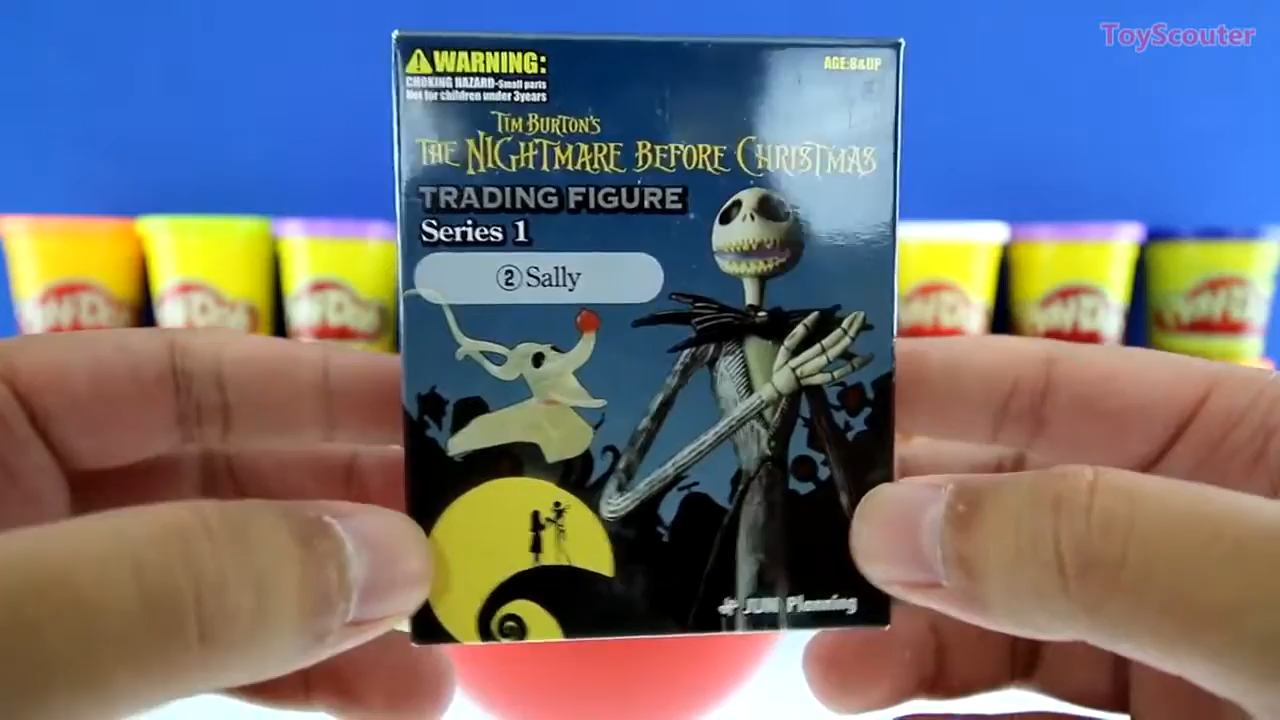 ToyScouter
WARNING:
AGE:8&UP
CHOKING HAZARD-Small parts
Not for children under 3years
TIM BURTON'S
THE NIGHTMARE BEFORE CHRISTMAS
TRADING FIGURE
Series 1
② Sally
JUN Planning